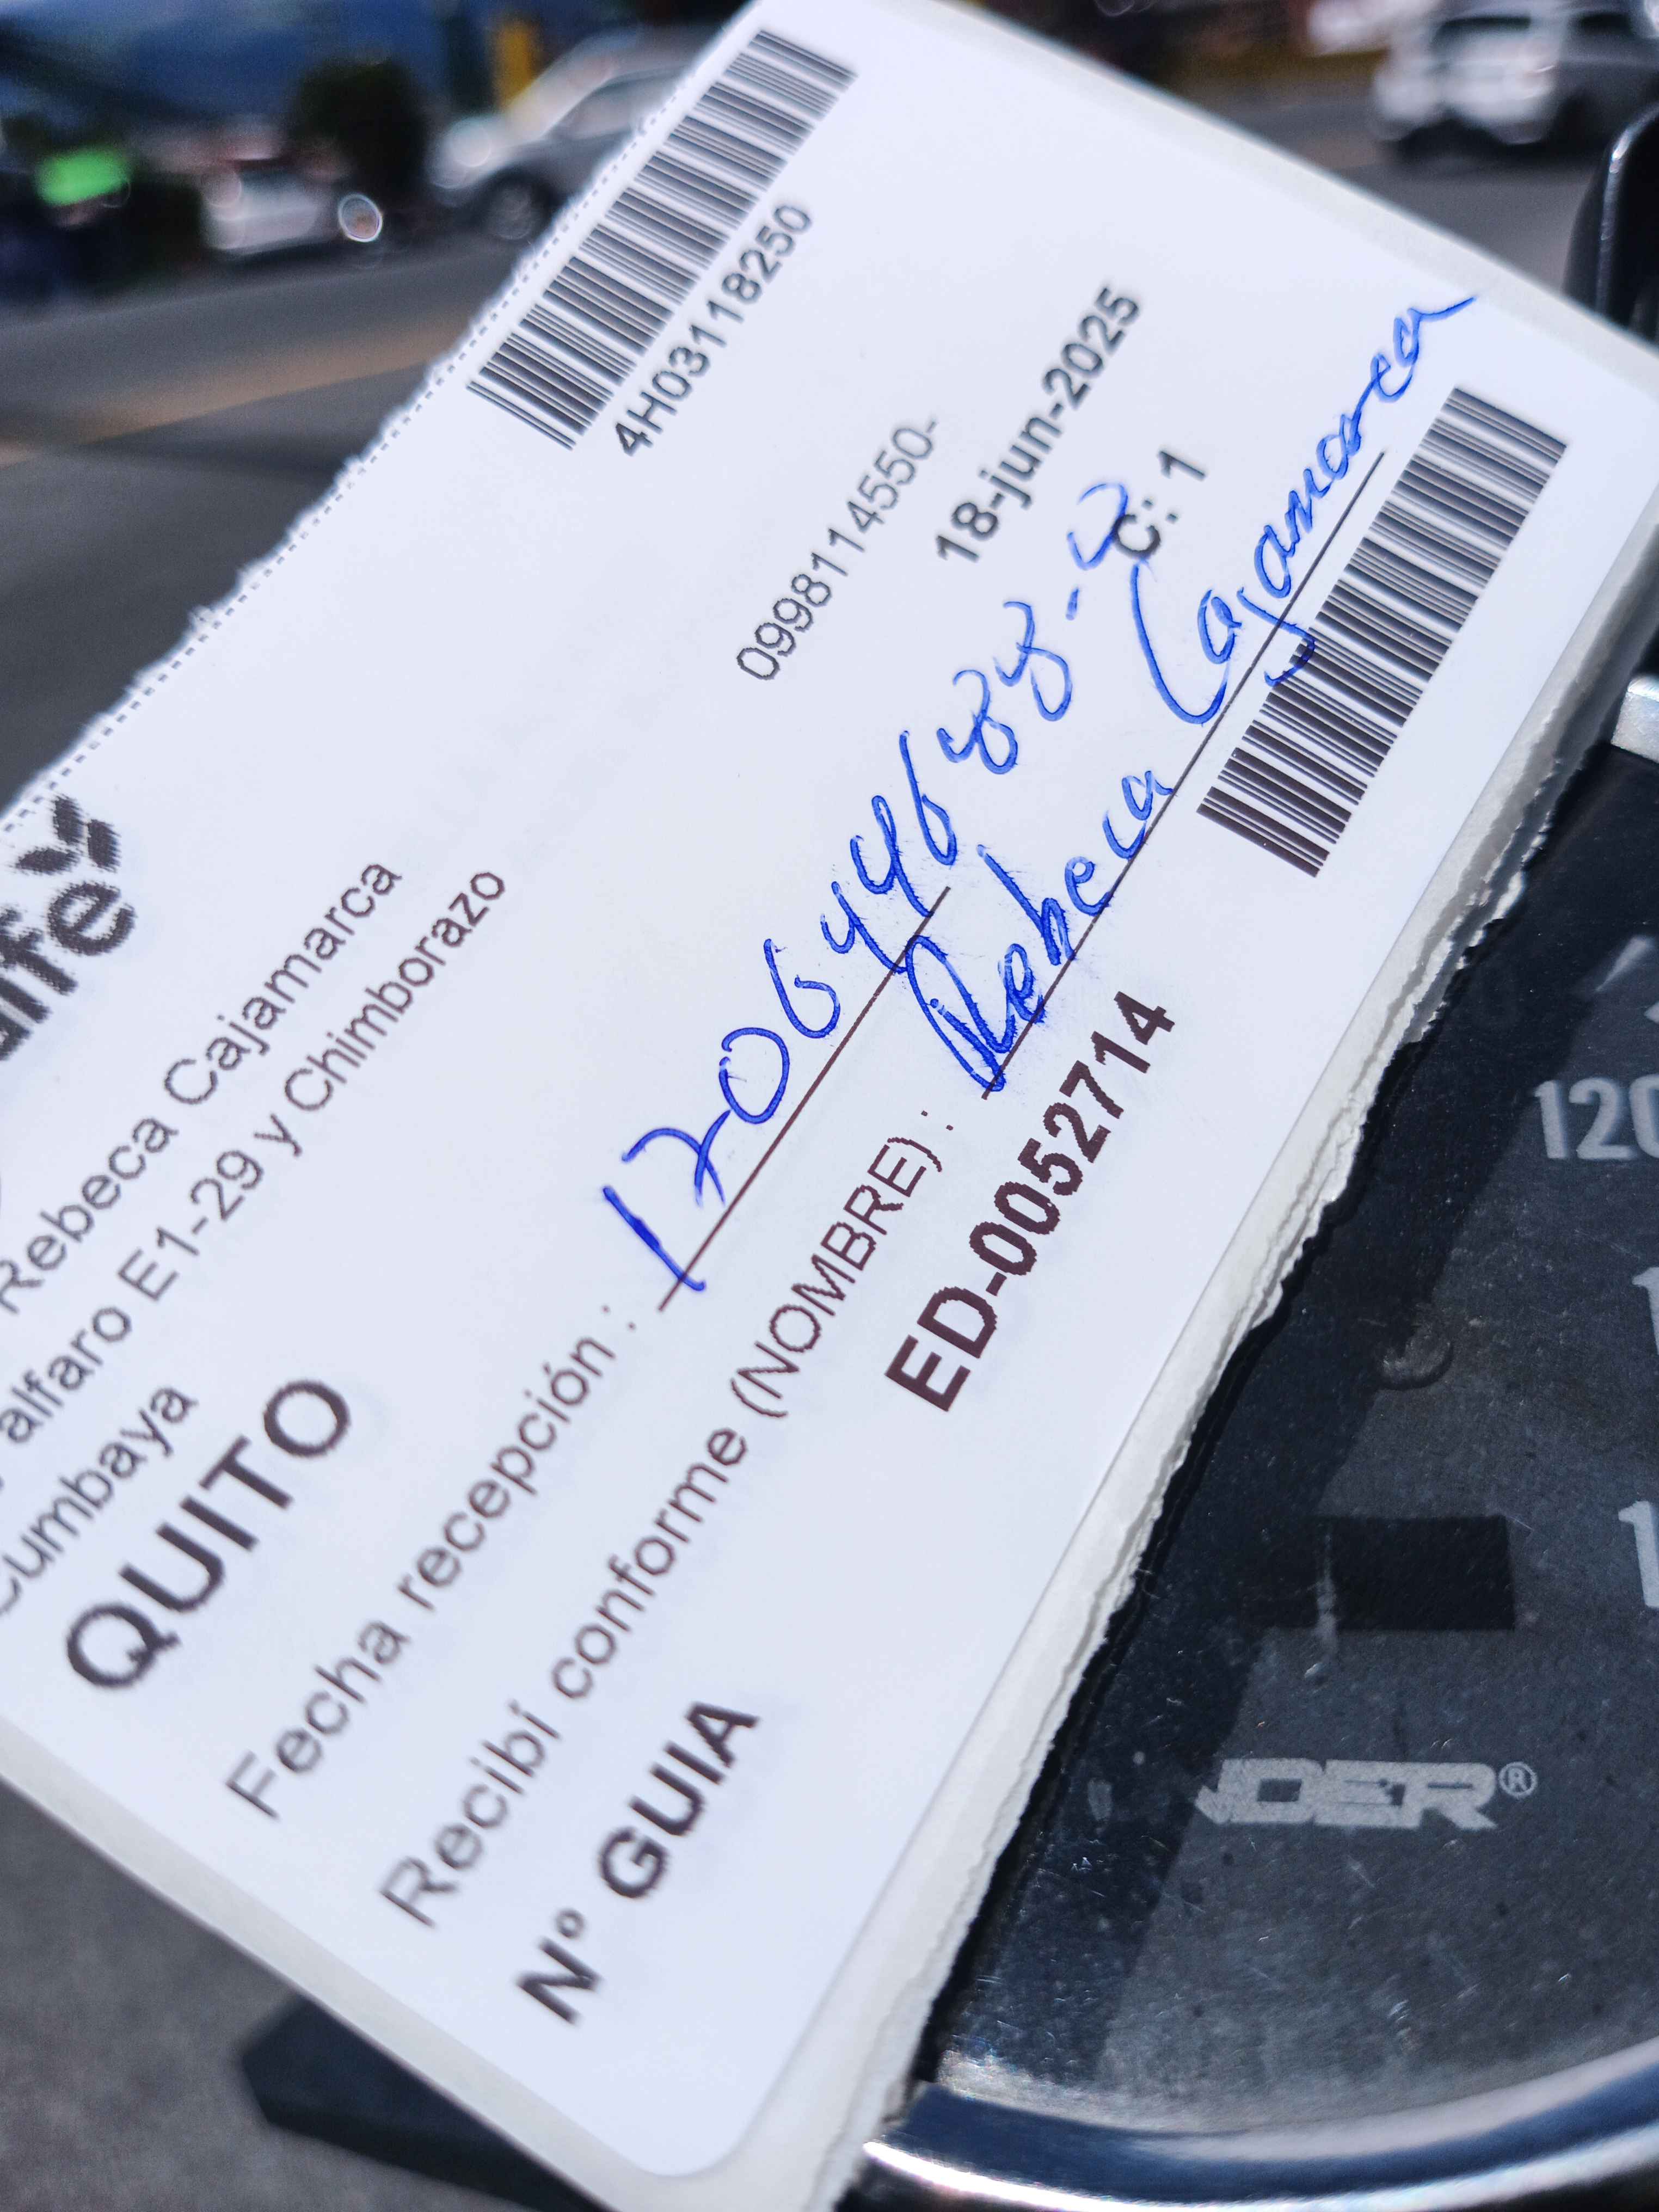 4H03118250
Rebeca Cajamarca
alfaro E1-29 y Chimborazo
Cumbaya
0998114550-
QUITO
18-jun-2025
C: 1
Fecha recepción :
Recibí conforme (NOMBRE) : Rebeca Cajamarca
Nº GUIA ED-0052714
120